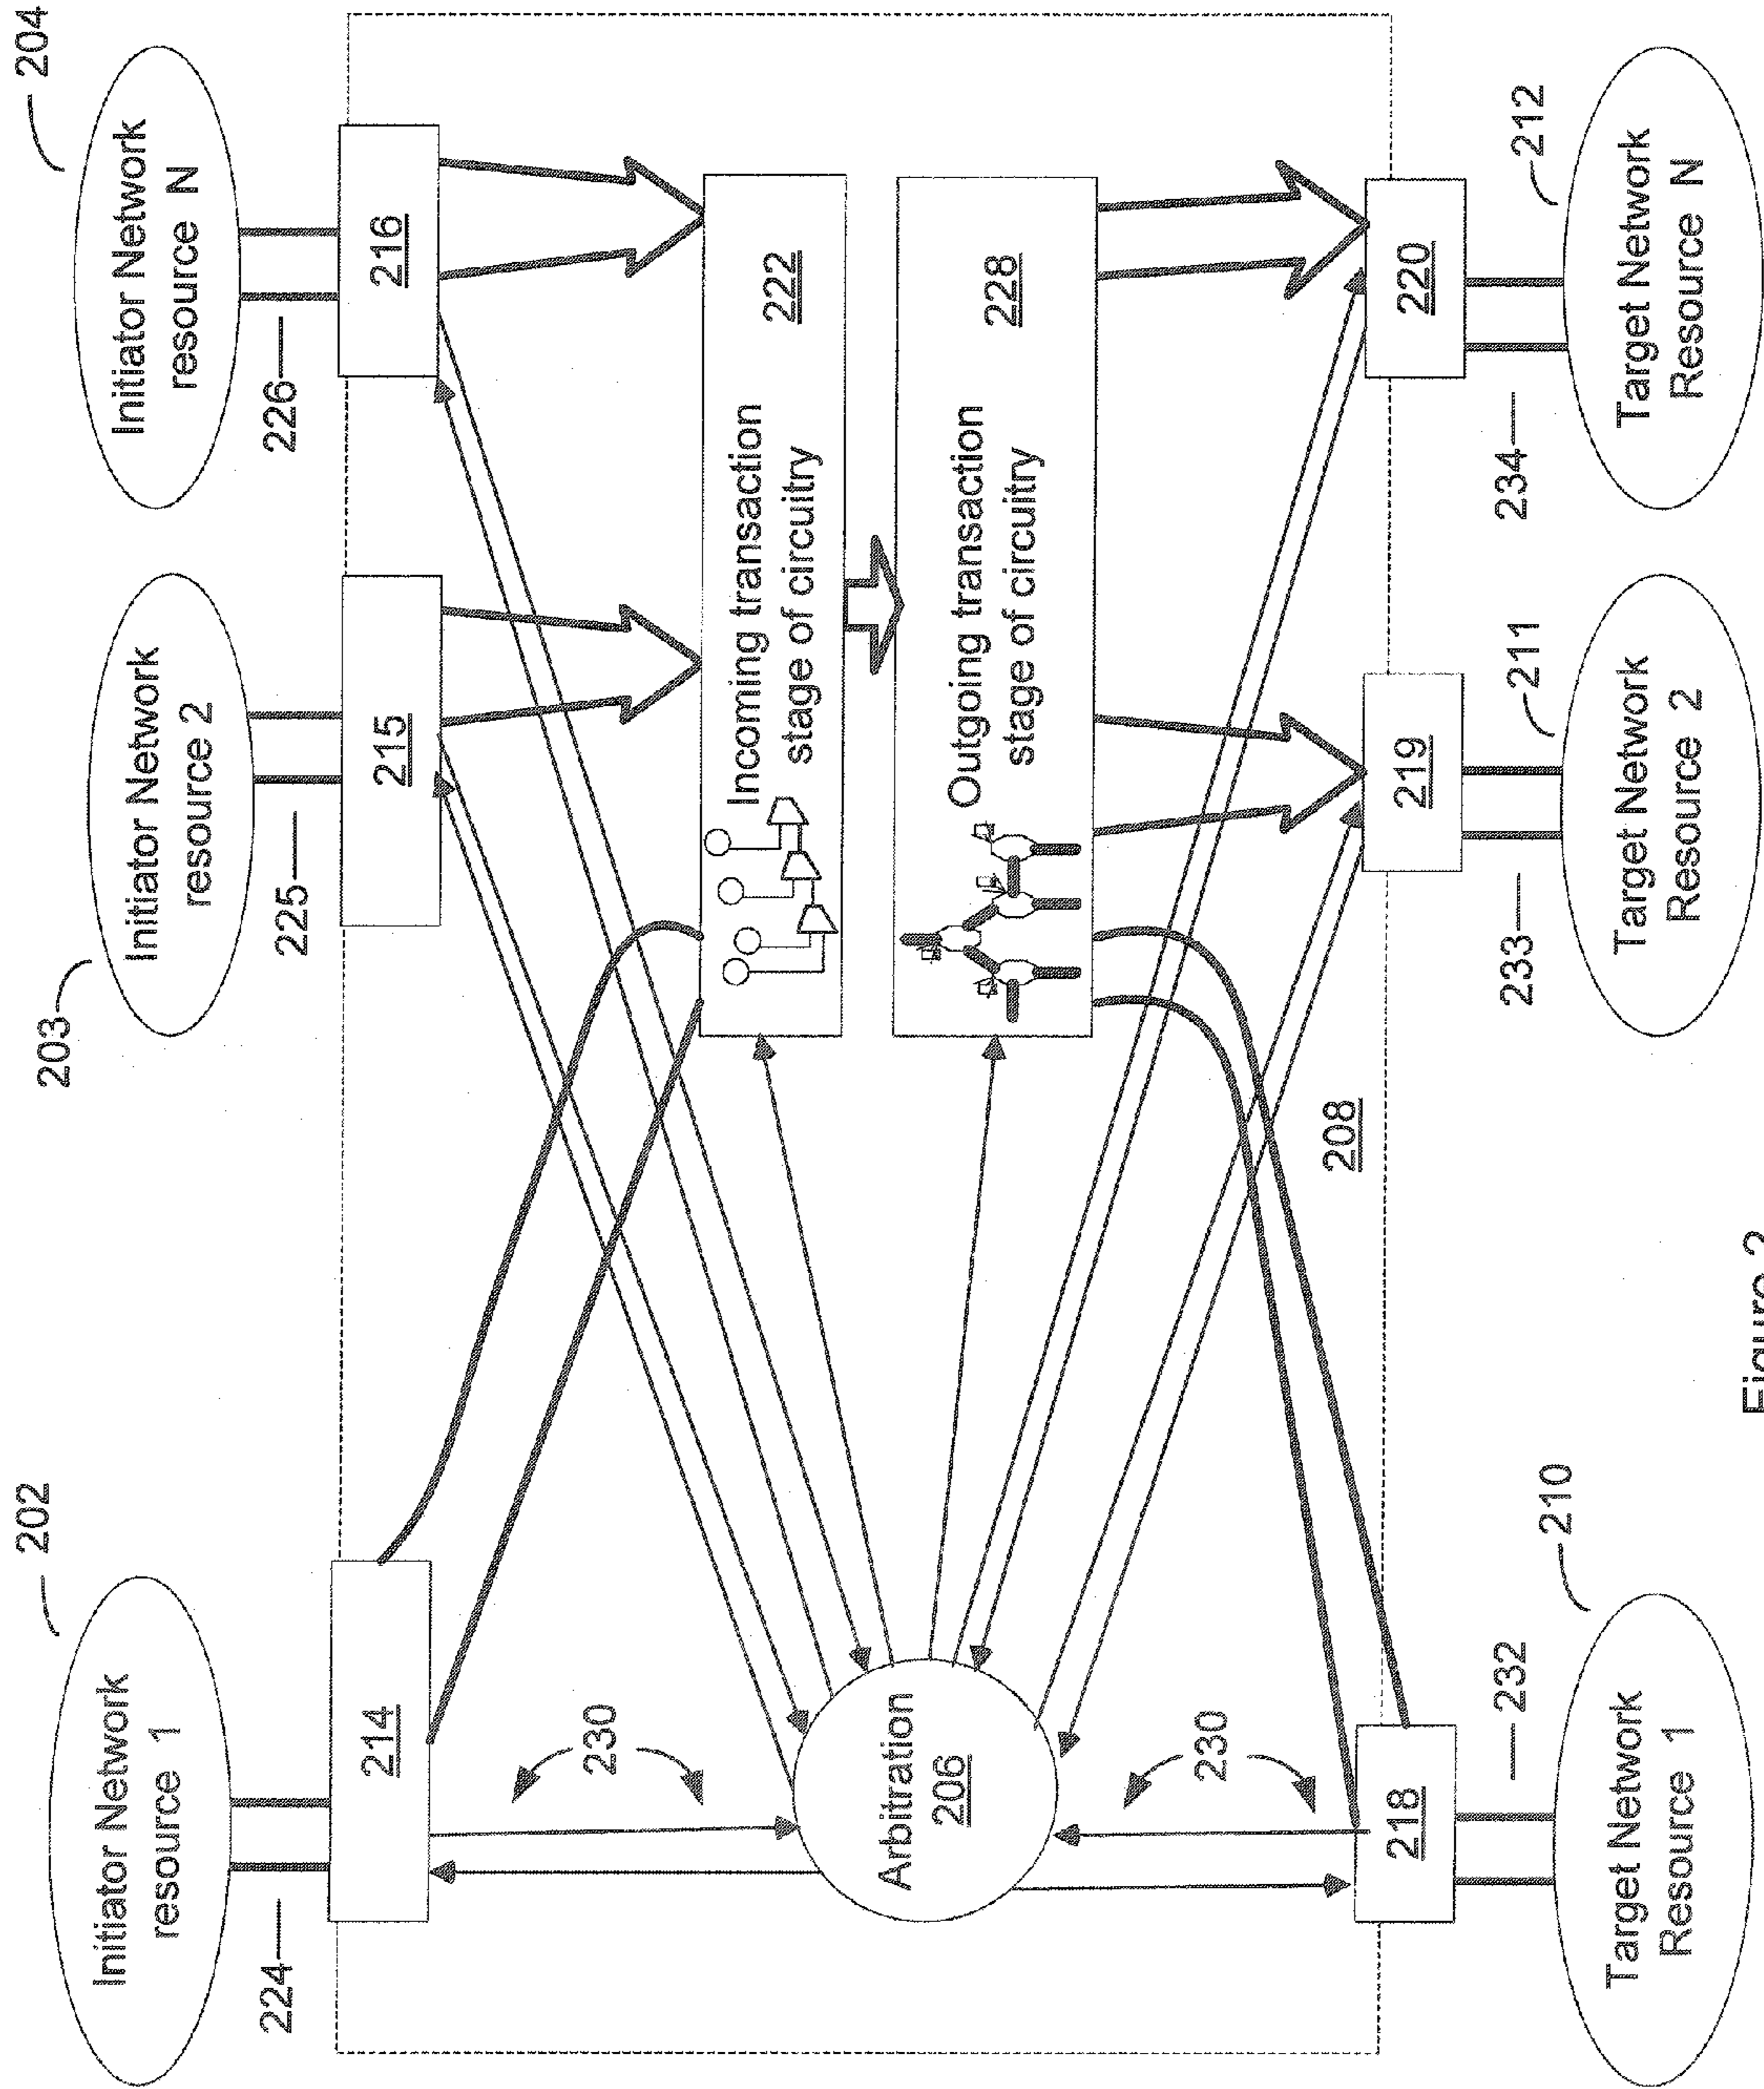 202
203
204
Initiator Network
resource 1
Initiator Network
resource 2
Initiator Network
resource N
224
225
226
214
215
216
230
Incoming transaction
stage of circuitry
222
Arbitration
206
Outgoing transaction
stage of circuitry
228
230
208
218
219
220
232
233
234
210
211
212
Target Network
Resource 1
Target Network
Resource 2
Target Network
Resource N
Figure 2